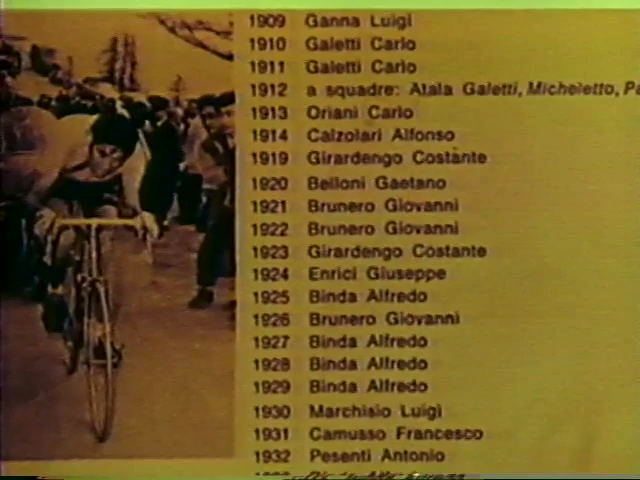 1909 Ganna Luigi
1910 Galetti Carlo
1911 Galetti Carlo
1912 a squadre: Atala Galetti, Micheletto, Pa
1913 Oriani Carlo
1914 Calzolari Alfonso
1919 Girardengo Costante
1920 Belloni Gaetano
1921 Brunero Giovanni
1922 Brunero Giovanni
1923 Girardengo Costante
1924 Enrici Giuseppe
1925 Binda Alfredo
1926 Brunero Giovanni
1927 Binda Alfredo
1928 Binda Alfredo
1929 Binda Alfredo
1930 Marchisio Luigi
1931 Camusso Francesco
1932 Pesenti Antonio